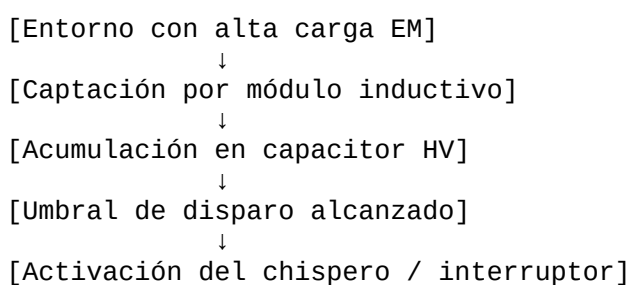 [Entorno con alta carga EM]
↓
[Captación por módulo inductivo]
↓
[Acumulación en capacitor HV]
↓
[Umbral de disparo alcanzado]
↓
[Activación del chispero / interruptor]